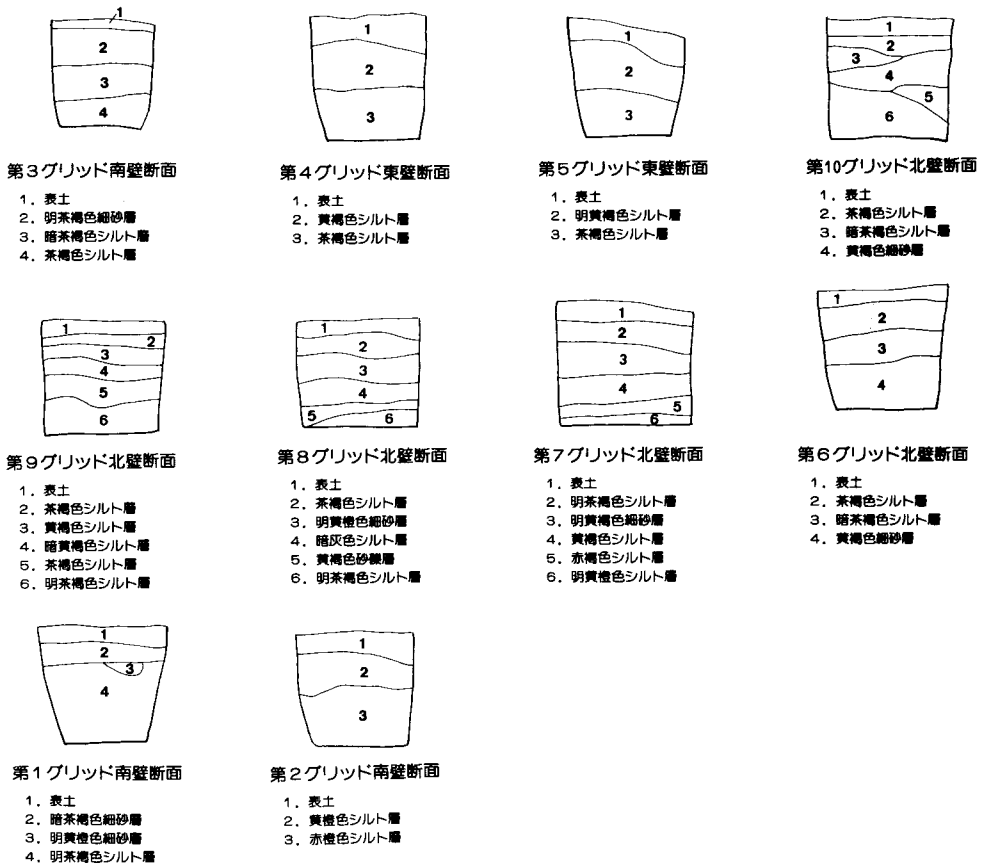 1
2
3
4
第3グリッド南壁断面
1. 表土
2. 明茶褐色細砂層
3. 暗茶褐色シルト層
4. 茶褐色シルト層
1
2
3
第4グリッド東壁断面
1. 表土
2. 黄褐色シルト層
3. 茶褐色シルト層
1
2
3
第5グリッド東壁断面
1. 表土
2. 明黄褐色シルト層
3. 茶褐色シルト層
1
2
3
4
5
6
第10グリッド北壁断面
1. 表土
2. 茶褐色シルト層
3. 暗茶褐色シルト層
4. 黄褐色細砂層
1
2
3
4
5
6
第9グリッド北壁断面
1. 表土
2. 茶褐色シルト層
3. 黄褐色シルト層
4. 暗黄褐色シルト層
5. 茶褐色シルト層
6. 明茶褐色シルト層
1
2
3
4
5
6
第8グリッド北壁断面
1. 表土
2. 茶褐色シルト層
3. 明黄橙色細砂層
4. 暗灰色シルト層
5. 黄褐色砂礫層
6. 明茶褐色シルト層
1
2
3
4
5
6
第7グリッド北壁断面
1. 表土
2. 明茶褐色シルト層
3. 明黄橙色細砂層
4. 黄褐色シルト層
5. 赤褐色シルト層
6. 明黄橙色シルト層
1
2
3
4
第6グリッド北壁断面
1. 表土
2. 茶褐色シルト層
3. 暗茶褐色シルト層
4. 黄褐色細砂層
1
2
3
4
第1グリッド南壁断面
1. 表土
2. 暗茶褐色細砂層
3. 明黄橙色細砂層
4. 明茶褐色シルト層
1
2
3
第2グリッド南壁断面
1. 表土
2. 黄橙色シルト層
3. 赤橙色シルト層